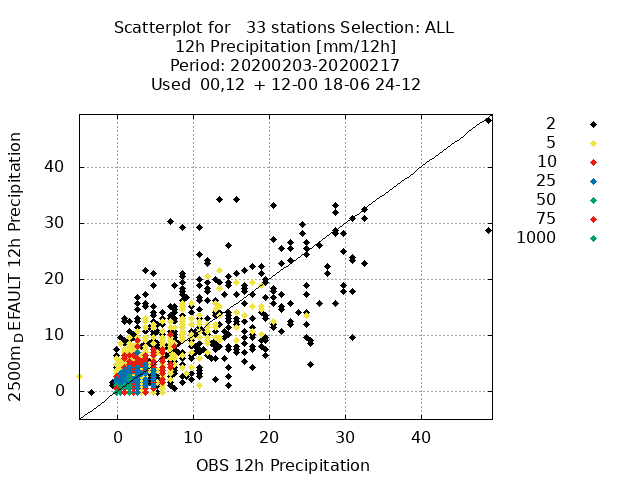 Scatterplot for   33 stations Selection: ALL
12h Precipitation [mm/12h]
Period: 20200203-20200217
Used  00,12  + 12-00 18-06 24-12
2
5
10
25
50
75
1000
2500m_DEFAULT 12h Precipitation
40
30
20
10
0
0 10 20 30 40
OBS 12h Precipitation